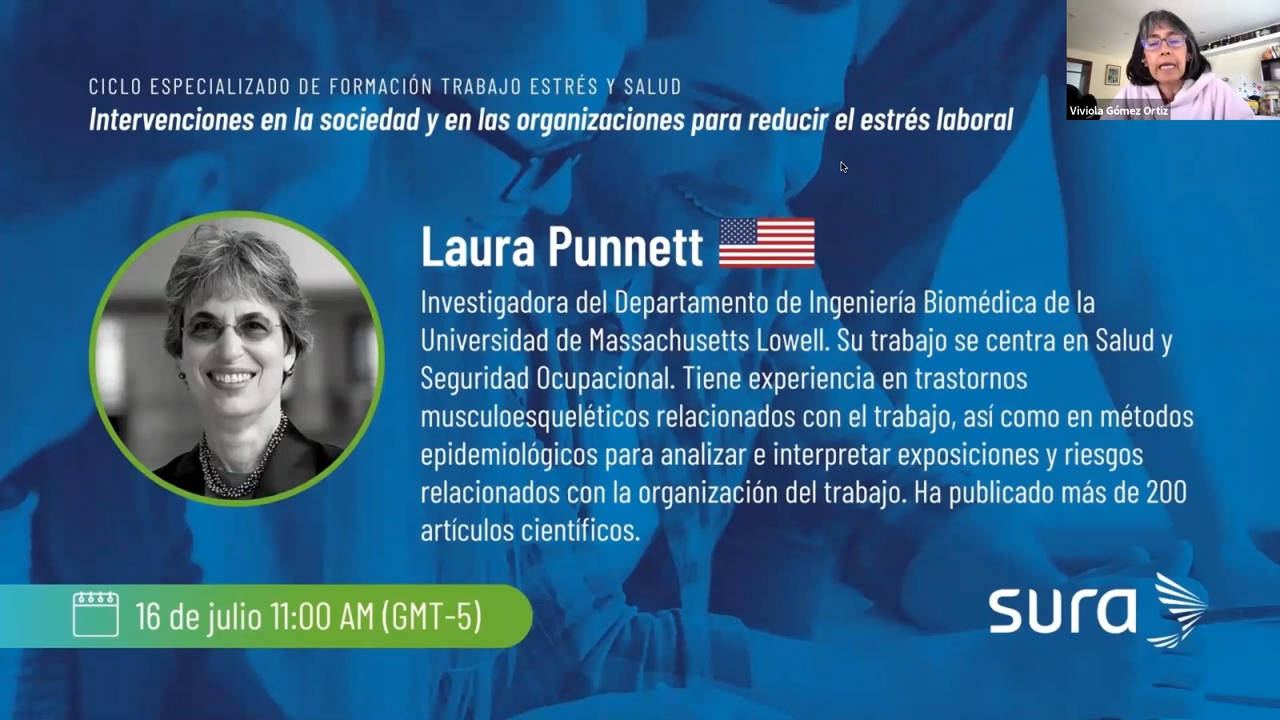 CICLO ESPECIALIZADO DE FORMACIÓN TRABAJO ESTRÉS Y SALUD
Intervenciones en la sociedad y en las organizaciones para reducir el estrés laboral
Viviola Gómez Ortiz
Laura Punnett
Investigadora del Departamento de Ingeniería Biomédica de la
Universidad de Massachusetts Lowell. Su trabajo se centra en Salud y
Seguridad Ocupacional. Tiene experiencia en trastornos
musculoesqueléticos relacionados con el trabajo, así como en métodos
epidemiológicos para analizar e interpretar exposiciones y riesgos
relacionados con la organización del trabajo. Ha publicado más de 200
artículos científicos.
16 de julio 11:00 AM (GMT-5)
sura